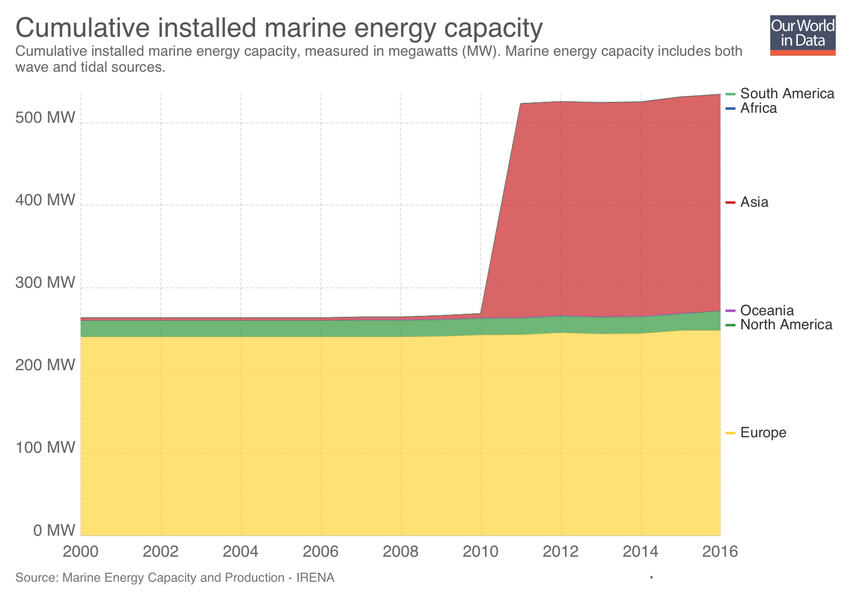 Cumulative installed marine energy capacity
Our World
in Data
Cumulative installed marine energy capacity, measured in megawatts (MW). Marine energy capacity includes both
wave and tidal sources.
500 MW
400 MW
300 MW
200 MW
100 MW
0 MW
South America
Africa
Asia
Oceania
North America
Europe
2000 2002 2004 2006 2008 2010 2012 2014 2016
Source: Marine Energy Capacity and Production - IRENA